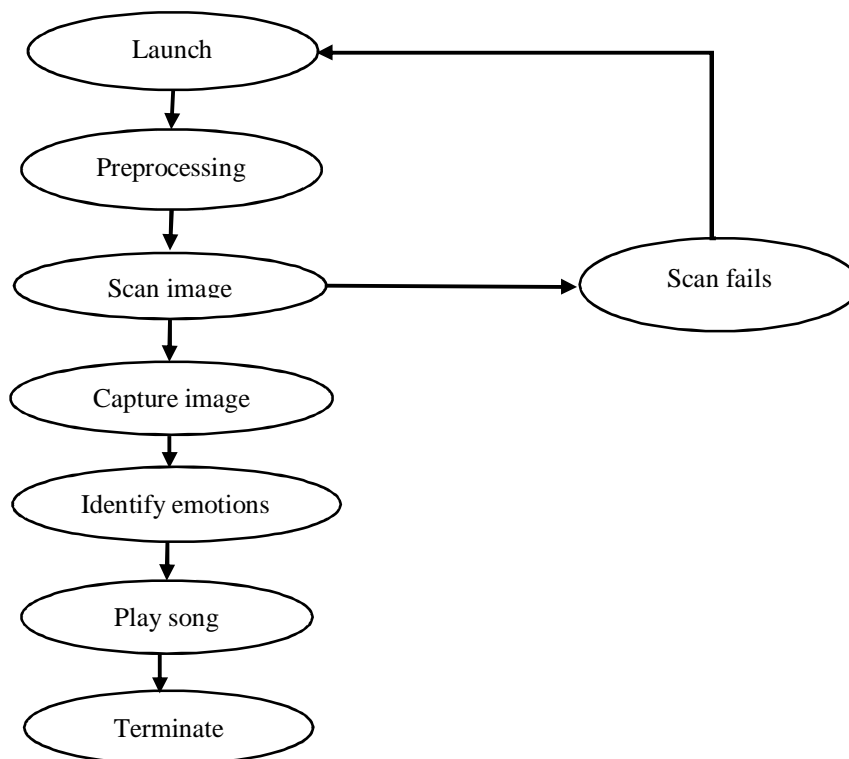 Launch
Preprocessing
Scan image
Scan fails
Capture image
Identify emotions
Play song
Terminate